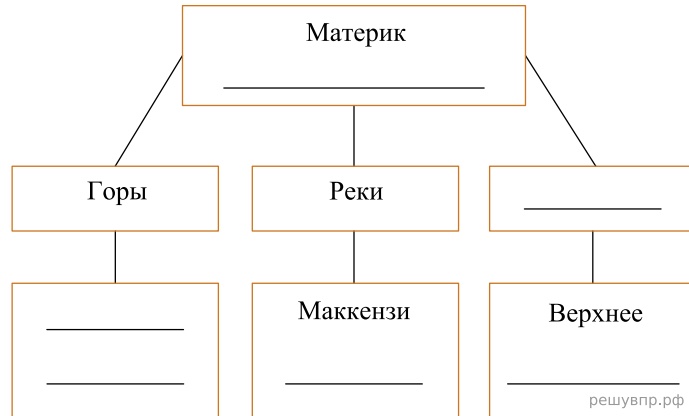 Материк
Горы
Реки
Маккензи
Верхнее
решувпр.рф